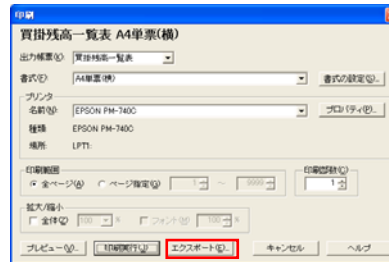 印刷
買掛残高一覧表 A4単票(横)
出力帳票(X) 買掛残高一覧表
書式(F) A4単票(横) 書式の設定(S)...
プリンタ
名前(N) EPSON PM-740C プロパティ(P)...
種類 EPSON PM-740C
場所 LPT1:
印刷範囲 印刷部数(C)
全ページ(A) ページ指定(G) 1 ～ 9999 1
拡大/縮小
全体(Z) 100 % フォント(W) 100 %
プレビュー(V)... 印刷実行(U) エクスポート(E)... キャンセル ヘルプ